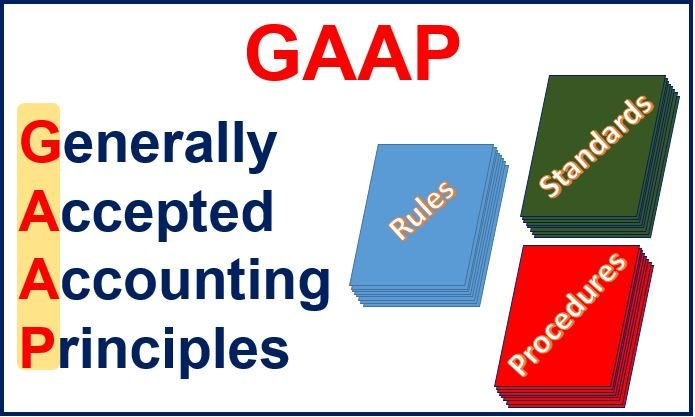 GAAP
Generally
Accepted
Accounting
Principles
Rules
Standards
Procedures